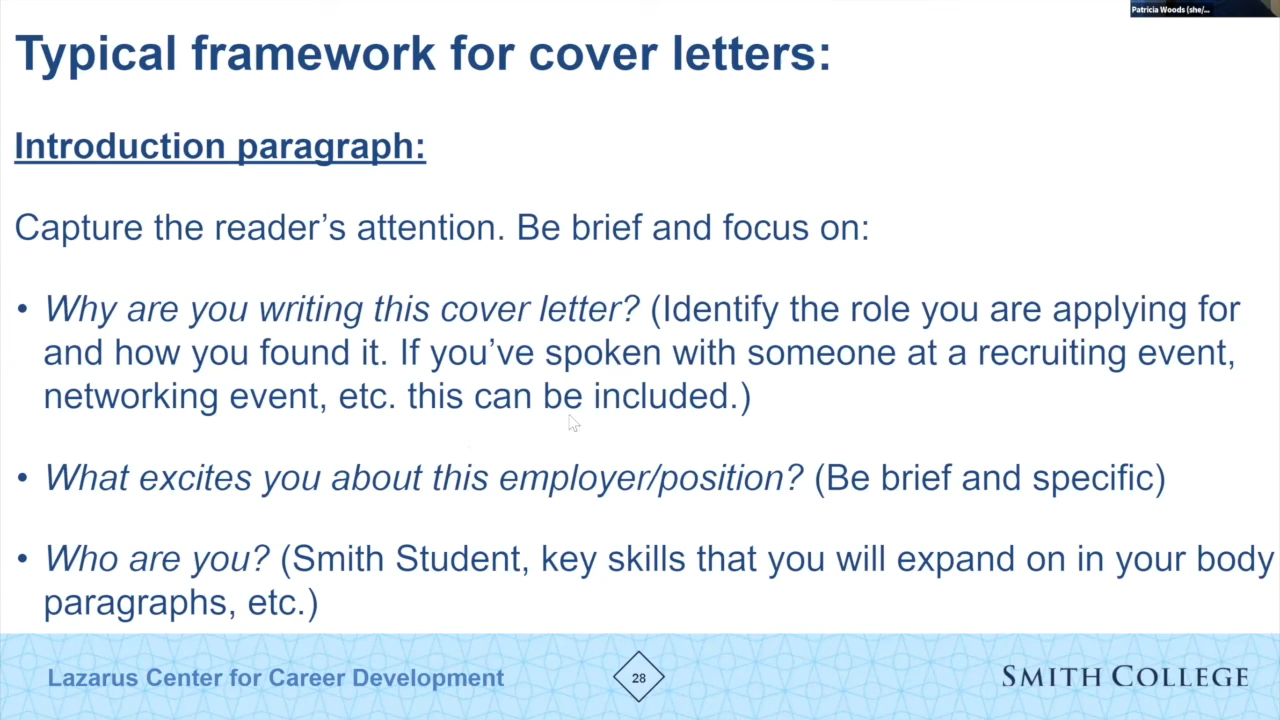 Patricia Woods (she/...
Typical framework for cover letters:
Introduction paragraph:
Capture the reader’s attention. Be brief and focus on:
• Why are you writing this cover letter? (Identify the role you are applying for
and how you found it. If you’ve spoken with someone at a recruiting event,
networking event, etc. this can be included.)
• What excites you about this employer/position? (Be brief and specific)
• Who are you? (Smith Student, key skills that you will expand on in your body
paragraphs, etc.)
Lazarus Center for Career Development
28
SMITH COLLEGE